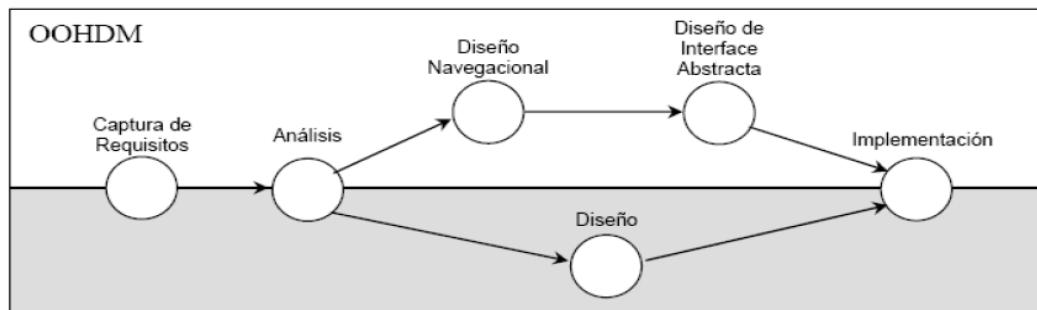 OOHDM
Diseño
Navegacional
Diseño de
Interface
Abstracta
Captura de
Requisitos
Análisis
Implementación
Diseño